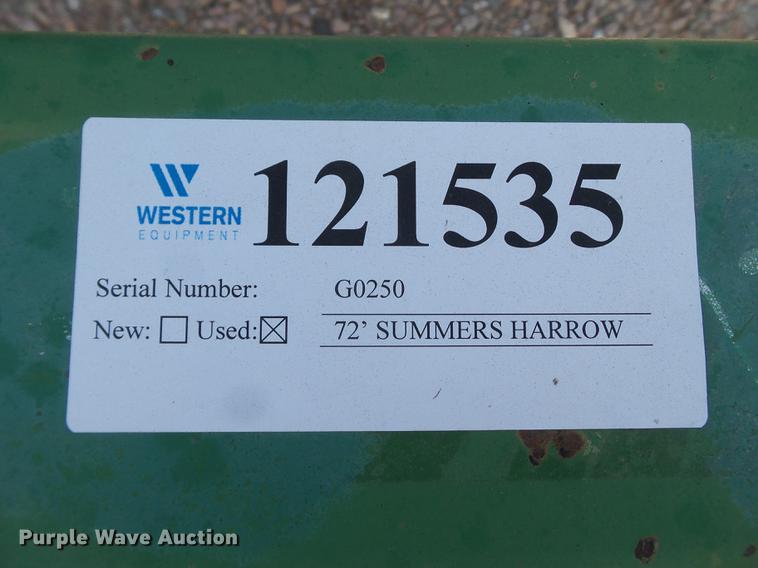 WESTERN
EQUIPMENT
121535
Serial Number: G0250
New: Used: 72’ SUMMERS HARROW
Purple Wave Auction